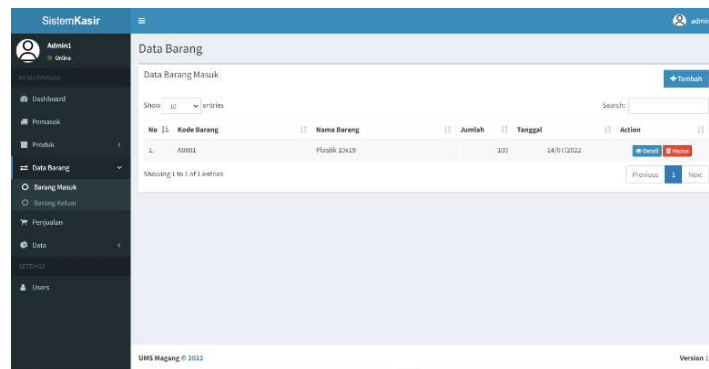 SistemKasir
admin
Admin1
Online
Data Barang
Data Barang Masuk
+Tambah
Dashboard
Pemasok
Produk
Data Barang
Barang Masuk
Barang Keluar
Penjualan
Data
SETTINGS
Users
Show 10 entries
Search:
No Kode Barang Nama Barang Jumlah Tanggal Action
1. A0001 Plastik 10x19 100 14/07/2022 Detail Hapus
Showing 1 to 1 of 1 entries
Previous 1 Next
UMS Magang © 2022
Version 1